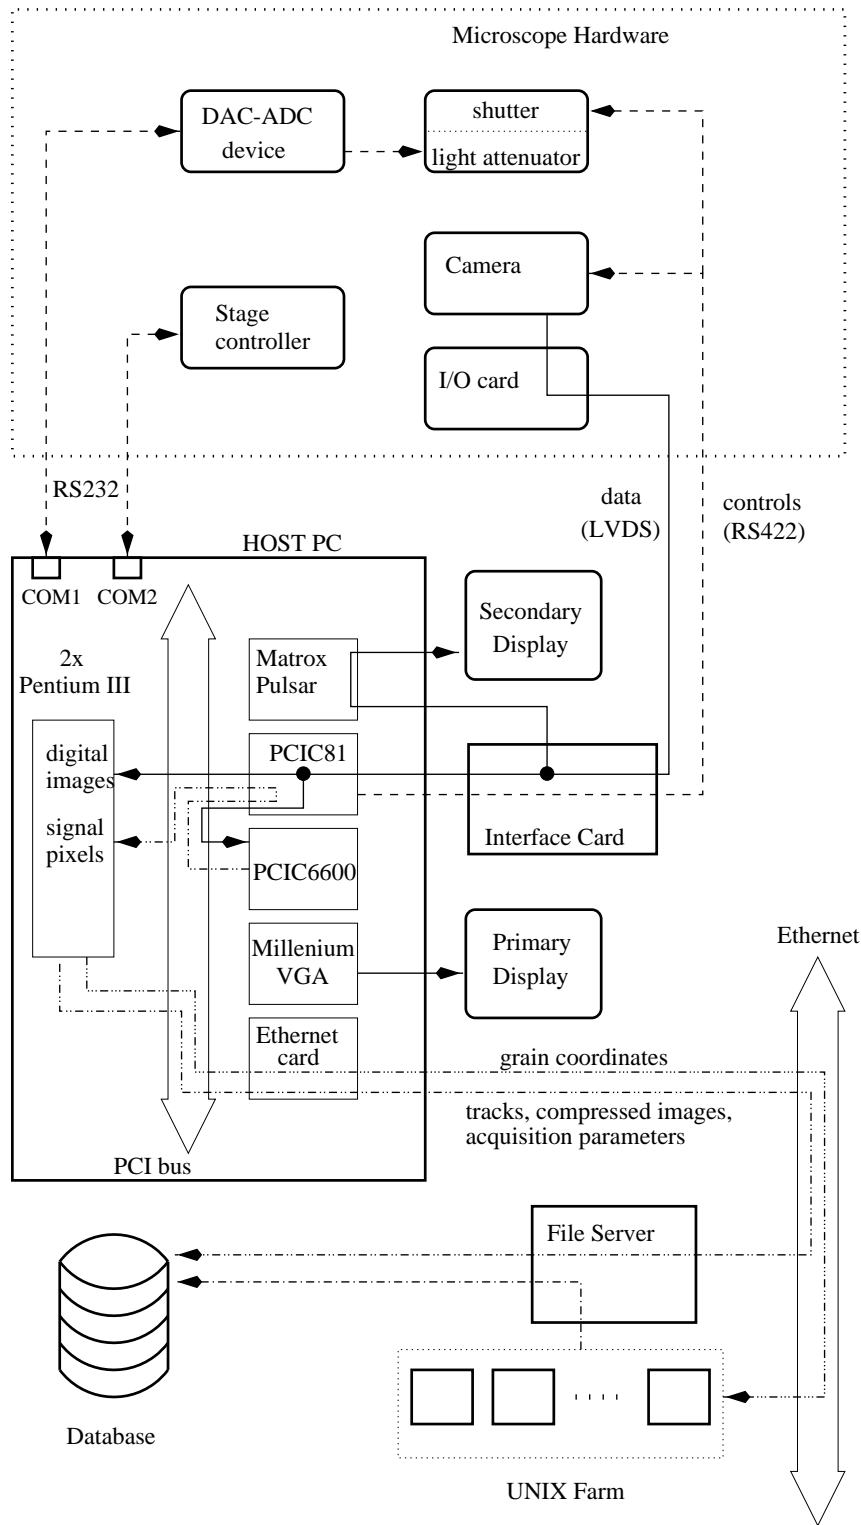 Microscope Hardware
DAC-ADC
device
shutter
light attenuator
Camera
Stage
controller
I/O card
RS232
data
(LVDS)
controls
(RS422)
HOST PC
COM1
COM2
2x
Pentium III
Matrox
Pulsar
Secondary
Display
digital
images
PCIC81
signal
pixels
Interface Card
PCIC6600
Millenium
VGA
Primary
Display
Ethernet
Ethernet
card
grain coordinates
tracks, compressed images,
acquisition parameters
PCI bus
File Server
Database
UNIX Farm